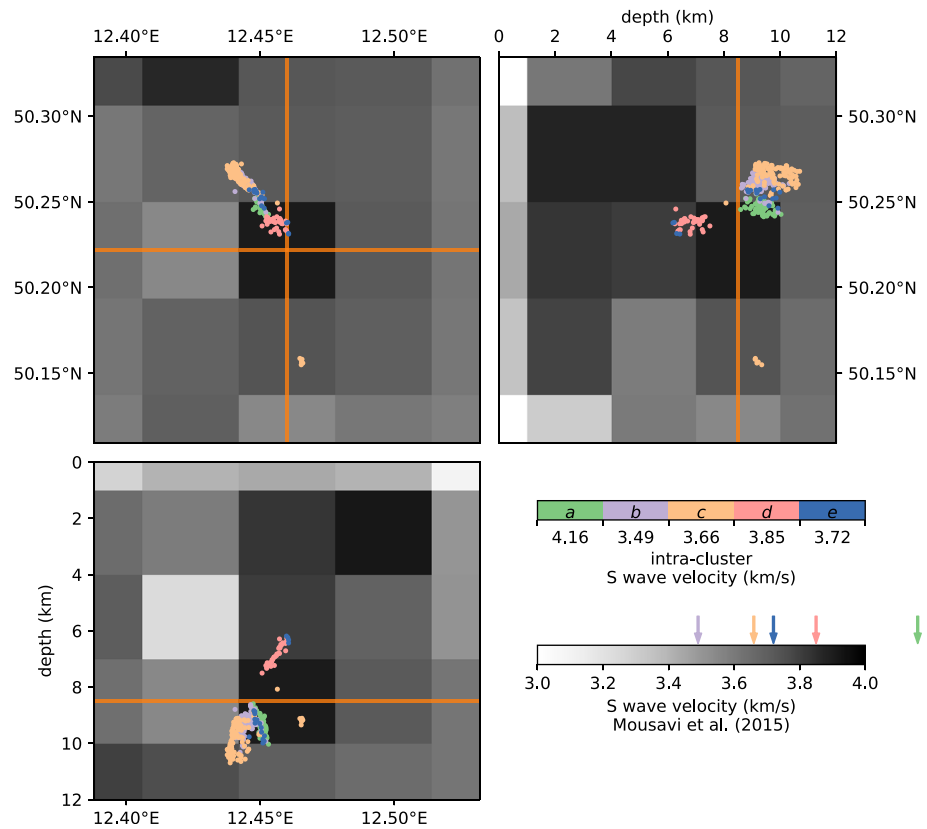 depth (km)
12.40°E 12.45°E 12.50°E
0 2 4 6 8 10 12
50.30°N
50.25°N
50.20°N
50.15°N
50.30°N
50.25°N
50.20°N
50.15°N
0
2
4
6
8
10
12
depth (km)
12.40°E 12.45°E 12.50°E
a b c d e
4.16 3.49 3.66 3.85 3.72
intra-cluster
S wave velocity (km/s)
3.0 3.2 3.4 3.6 3.8 4.0
S wave velocity (km/s)
Mousavi et al. (2015)